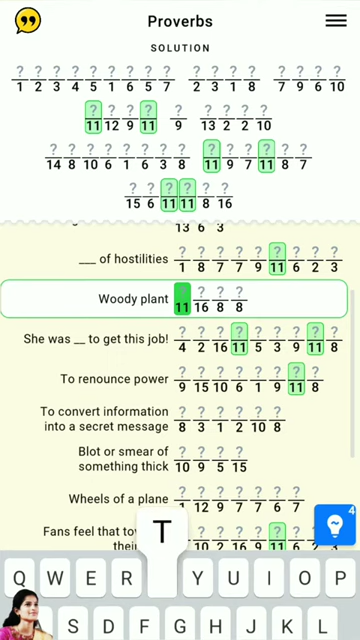 Proverbs
SOLUTION
? ? ? ? ? ? ? ? ? ? ? ? ? ? ? ? ?
1 2 3 4 5 1 6 5 7 2 3 1 8 7 9 6 10
? ? ? ? ? ? ? ? ?
11 12 9 11 9 13 2 2 10
? ? ? ? ? ? ? ? ? ? ? ? ? ?
14 8 10 6 1 6 3 8 11 9 7 11 8 7
? ? ? ? ? ?
15 6 11 11 8 16
13 6 3
___ of hostilities ? ? ? ? ? ? ? ? ?
1 8 7 7 9 11 6 2 3
Woody plant ? ? ? ?
11 16 8 8
She was __ to get this job! ? ? ? ? ? ? ? ? ?
4 2 16 11 5 3 9 11 8
To renounce power ? ? ? ? ? ? ? ?
9 15 10 6 1 9 11 8
To convert information
into a secret message ? ? ? ? ? ?
8 3 1 2 10 8
Blot or smear of
something thick ? ? ? ?
10 9 5 15
Wheels of a plane ? ? ? ? ? ? ?
1 12 9 7 7 6 7
4
Fans feel that
10 2 16 9 11 6 2 3
T
Q W E R Y U I O P
S D F G H J K L